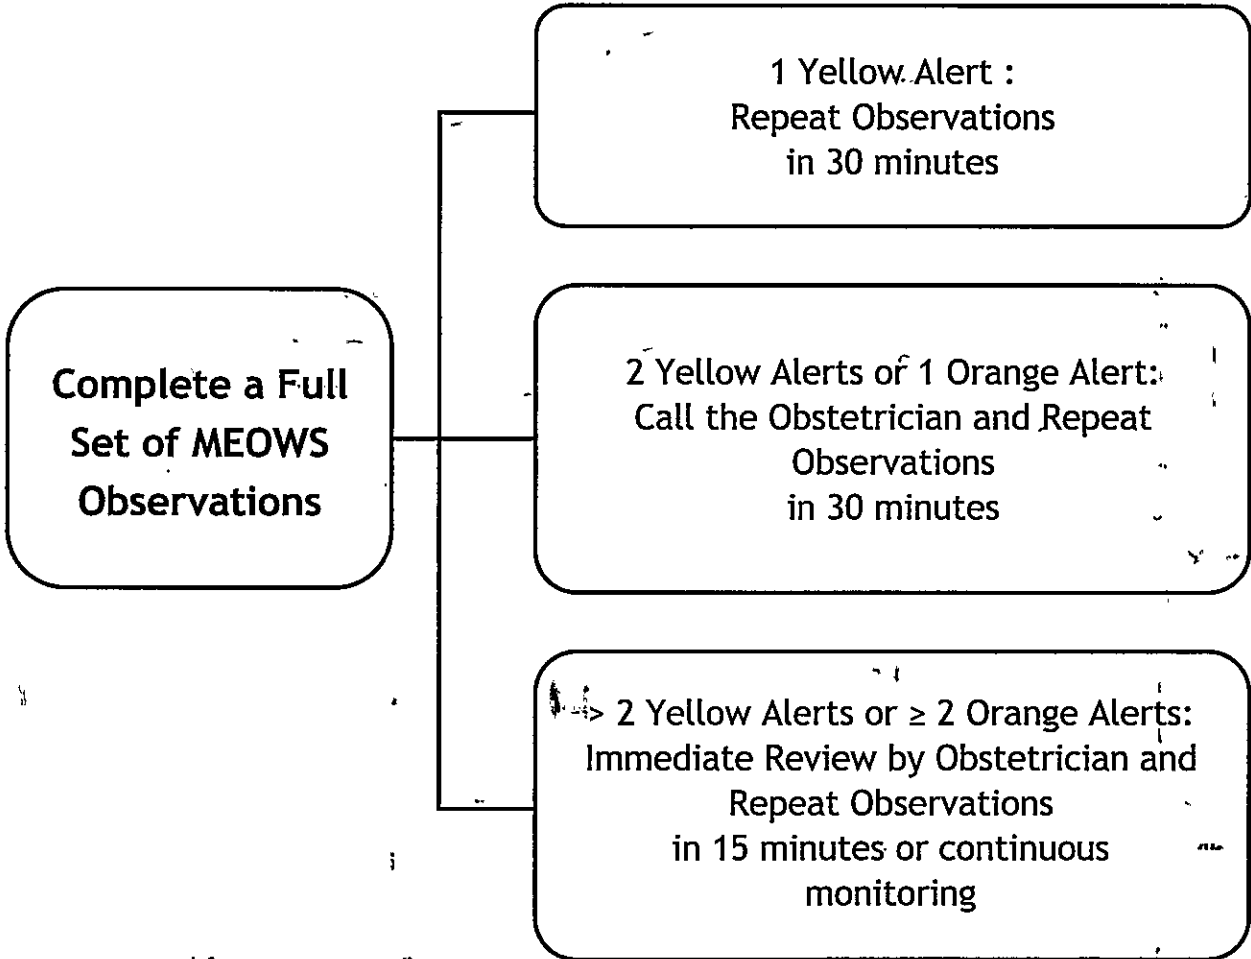 Complete a Full
Set of MEOWS
Observations
1 Yellow Alert :
Repeat Observations
in 30 minutes
2 Yellow Alerts or 1 Orange Alert:
Call the Obstetrician and Repeat
Observations
in 30 minutes
> 2 Yellow Alerts or ≥ 2 Orange Alerts:
Immediate Review by Obstetrician and
Repeat Observations
in 15 minutes or continuous
monitoring